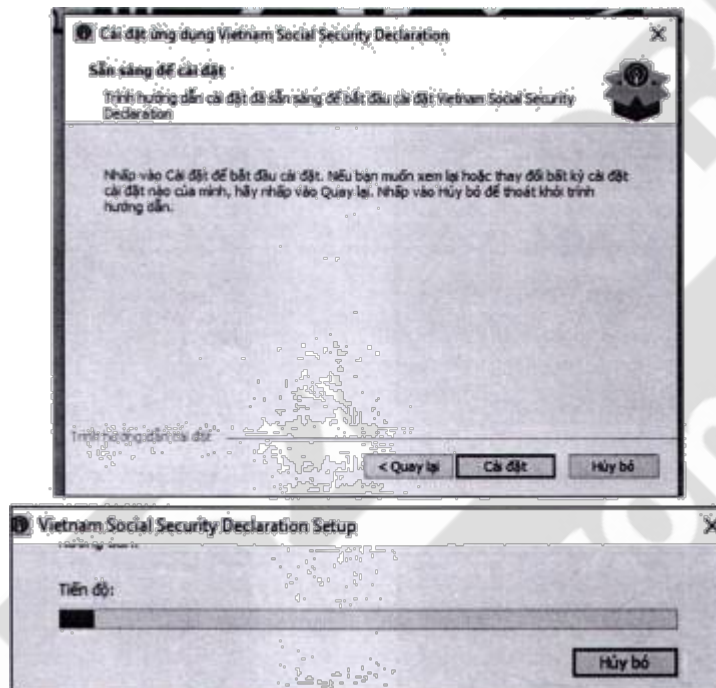 Cài đặt ứng dụng Vietnam Social Security Declaration
Sẵn sàng để cài đặt
Trình hướng dẫn cài đặt đã sẵn sàng để bắt đầu cài đặt Vietnam Social Security
Declaration
Nhấp vào Cài đặt để bắt đầu cài đặt. Nếu bạn muốn xem lại hoặc thay đổi bất kỳ cài đặt
cài đặt nào của mình, hãy nhấp vào Quay lại. Nhấp vào Hủy bỏ để thoát khỏi trình
hướng dẫn.
Trình hướng dẫn cài đặt
< Quay lại Cài đặt Hủy bỏ
Vietnam Social Security Declaration Setup
Tiến độ:
Hủy bỏ